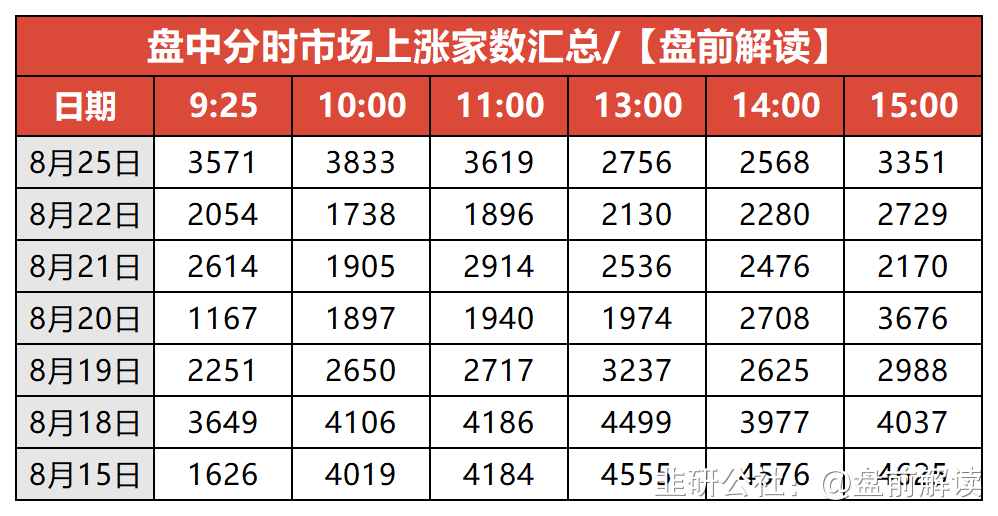 盘中分时市场上涨家数汇总/【盘前解读】
日期 9:25 10:00 11:00 13:00 14:00 15:00
8月25日 3571 3833 3619 2756 2568 3351
8月22日 2054 1738 1896 2130 2280 2729
8月21日 2614 1905 2914 2536 2476 2170
8月20日 1167 1897 1940 1974 2708 3676
8月19日 2251 2650 2717 3237 2625 2988
8月18日 3649 4106 4186 4499 3977 4037
8月15日 1626 4019 4184 4555 4576 4625
韭研公社：@盘前解读